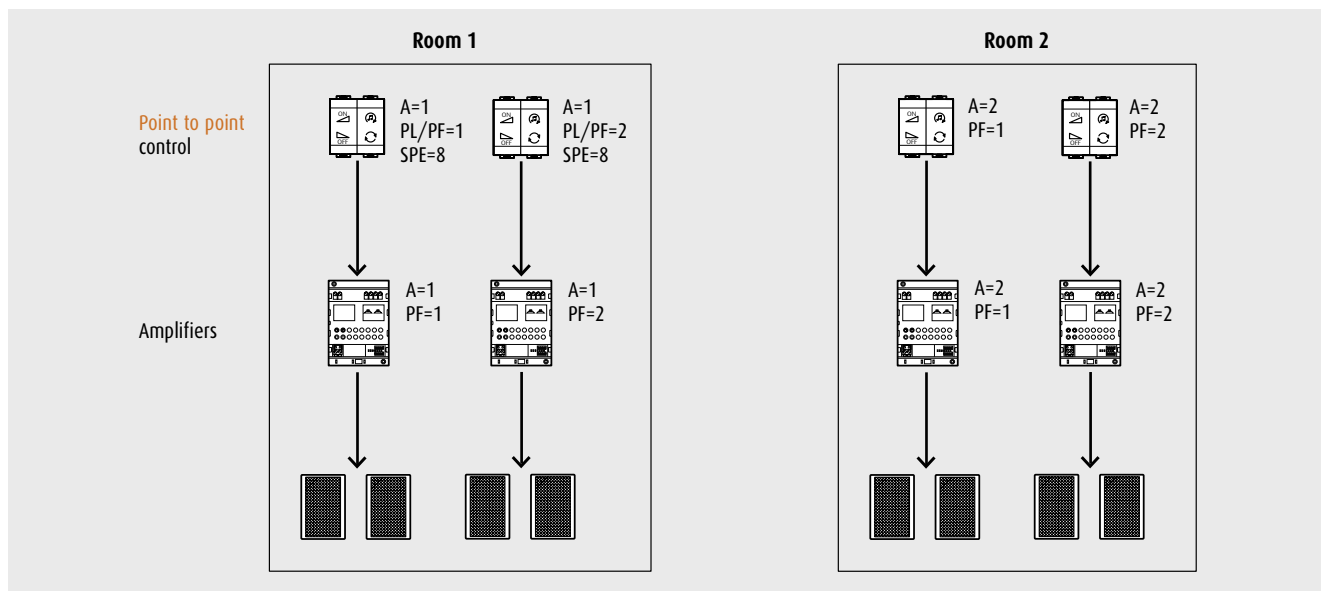 Room 1
Room 2
Point to point
control
ON
OFF
A=1
PL/PF=1
SPE=8
ON
OFF
A=1
PL/PF=2
SPE=8
ON
OFF
A=2
PF=1
ON
OFF
A=2
PF=2
Amplifiers
A=1
PF=1
A=1
PF=2
A=2
PF=1
A=2
PF=2